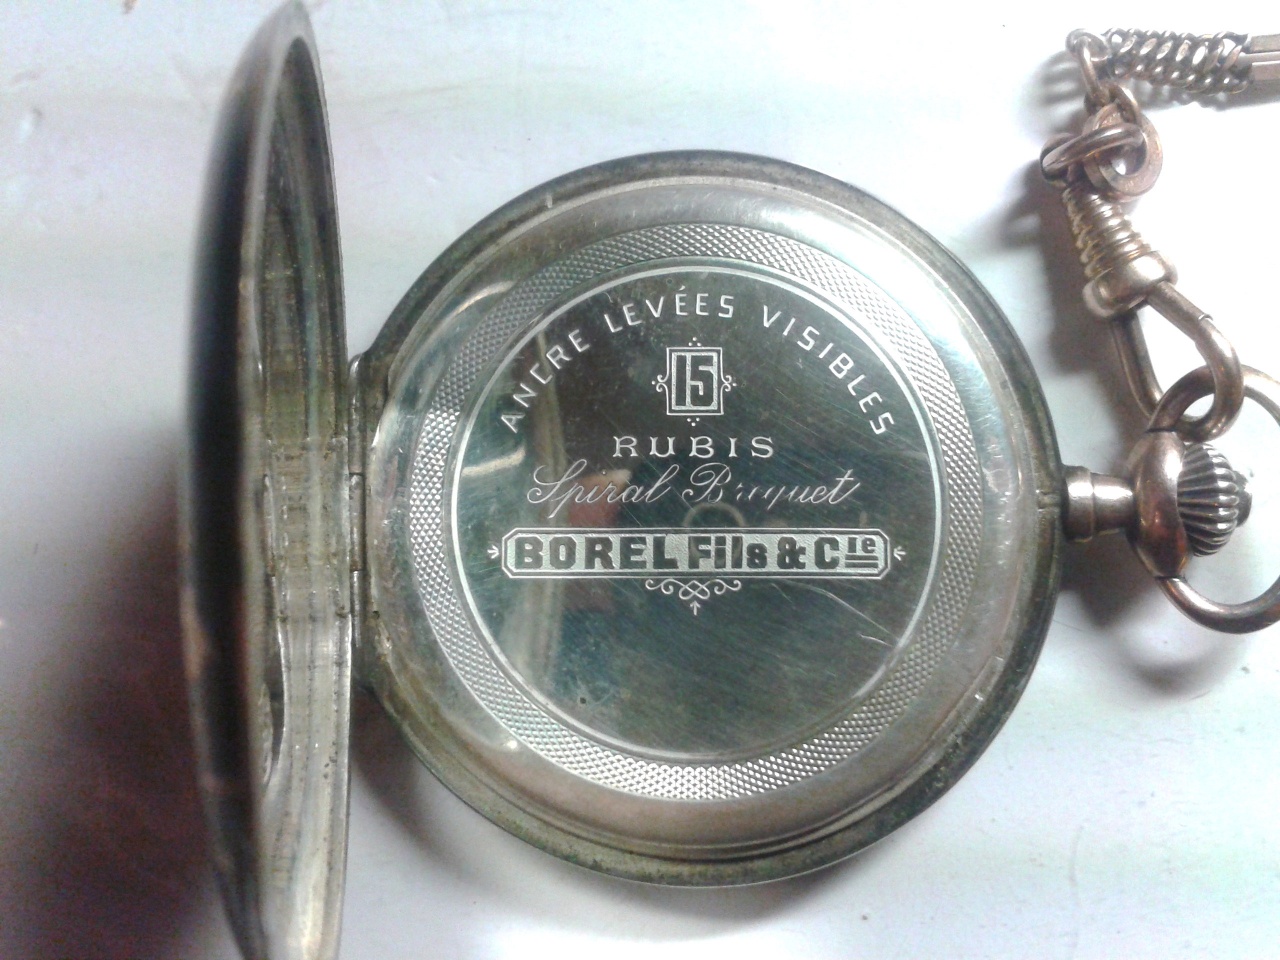 ANCRE LEVÉES VISIBLES
15
RUBIS
Spiral Breguet
BOREL Fils & Cie